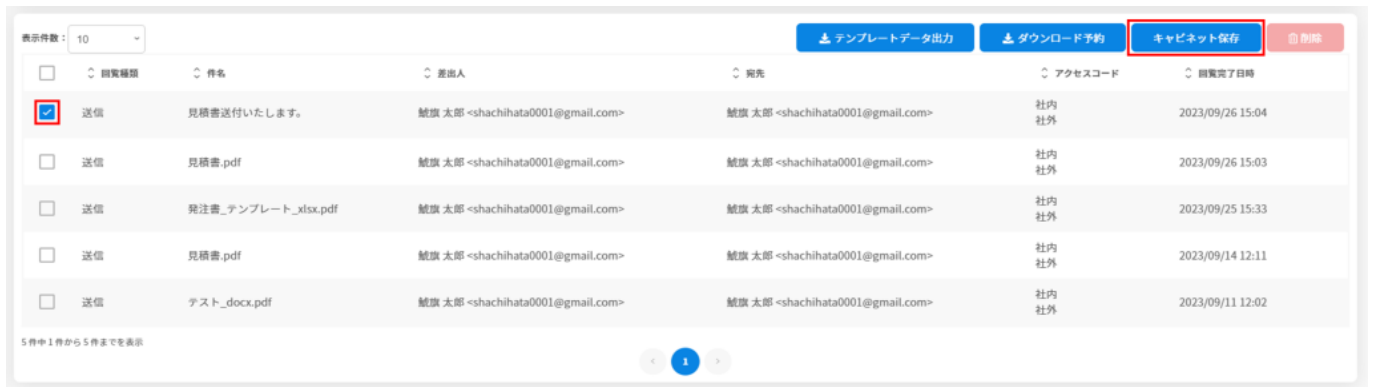 表示件数： 10 テンプレートデータ出力 ダウンロード予約 キャビネット保存 削除
回覧種類 件名 差出人 宛先 アクセスコード 回覧完了日時
送信 見積書送付いたします。 鯱旗 太郎 <shachihata0001@gmail.com> 鯱旗 太郎 <shachihata0001@gmail.com> 社内 2023/09/26 15:04
社外
送信 見積書.pdf 鯱旗 太郎 <shachihata0001@gmail.com> 鯱旗 太郎 <shachihata0001@gmail.com> 社内 2023/09/26 15:03
社外
送信 発注書_テンプレート_xlsx.pdf 鯱旗 太郎 <shachihata0001@gmail.com> 鯱旗 太郎 <shachihata0001@gmail.com> 社内 2023/09/25 15:33
社外
送信 見積書.pdf 鯱旗 太郎 <shachihata0001@gmail.com> 鯱旗 太郎 <shachihata0001@gmail.com> 社内 2023/09/14 12:11
社外
送信 テスト_docx.pdf 鯱旗 太郎 <shachihata0001@gmail.com> 鯱旗 太郎 <shachihata0001@gmail.com> 社内 2023/09/11 12:02
社外
5 件中 1 件から 5 件までを表示
1